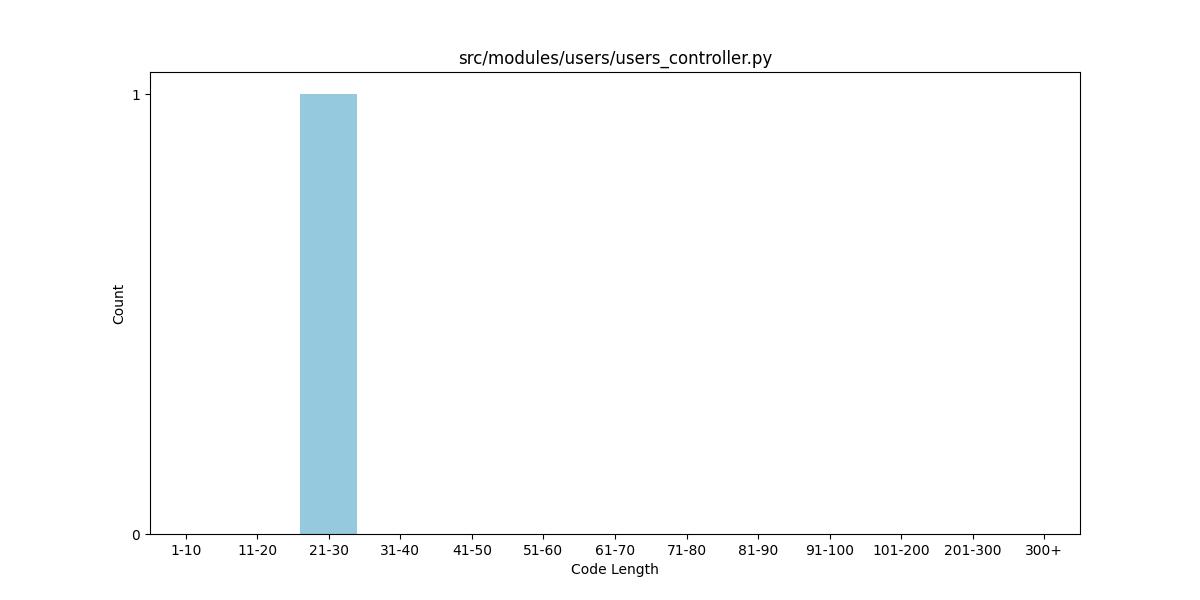 src/modules/users/users_controller.py
1
Count
0
1-10 11-20 21-30 31-40 41-50 51-60 61-70 71-80 81-90 91-100 101-200 201-300 300+
Code Length